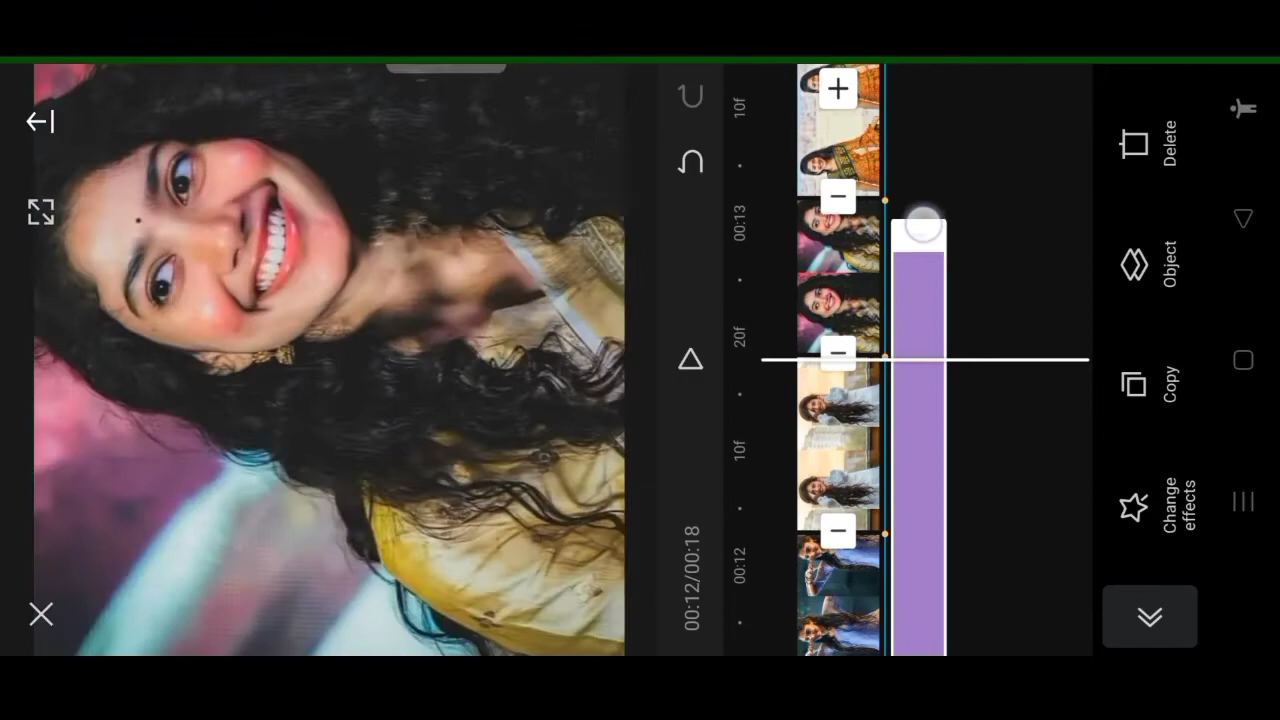 00:12/00:18
00:12
10f
20f
00:13
10f
Change
effects
Copy
Object
Delete